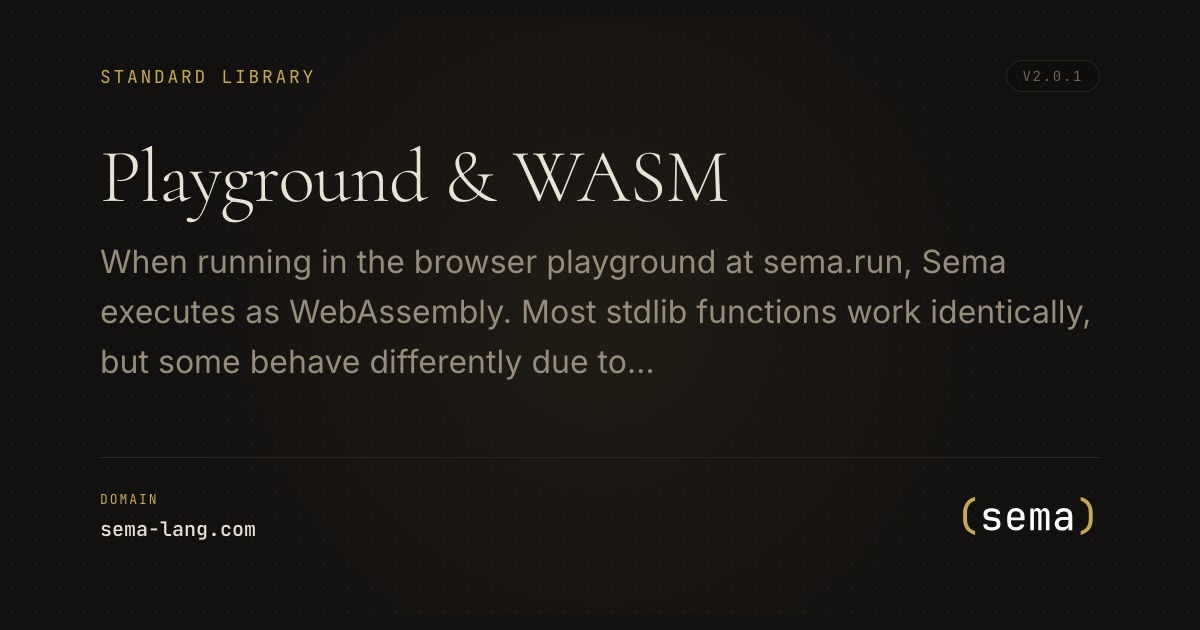 STANDARD LIBRARY
V2.0.1
Playground & WASM
When running in the browser playground at sema.run, Sema
executes as WebAssembly. Most stdlib functions work identically,
but some behave differently due to...
DOMAIN
sema-lang.com
(sema)